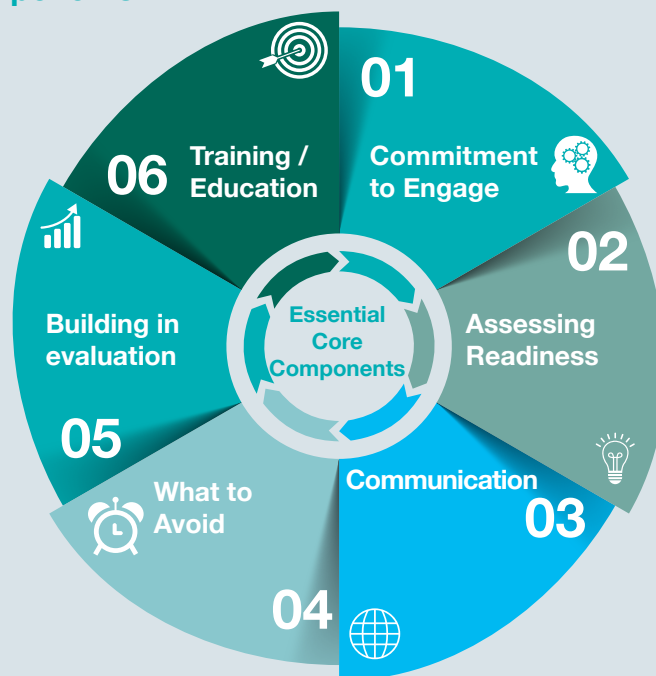 01
Commitment
to Engage
02
Assessing
Readiness
03
Communication
04
What to
Avoid
05
Building in
evaluation
06
Training /
Education
Essential
Core
Components